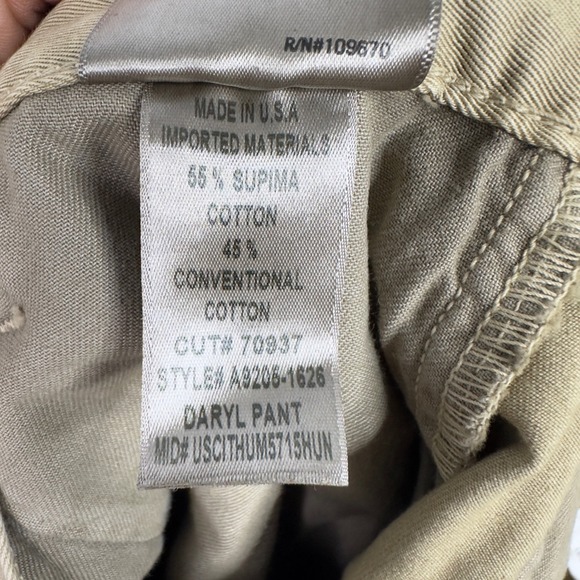 R/N#109670
MADE IN U.S.A
IMPORTED MATERIALS
55 % SUPIMA
COTTON
45 %
CONVENTIONAL
COTTON
CUT# 70937
STYLE# A9206-1626
DARYL PANT
MID# USCITHUM5715HUN